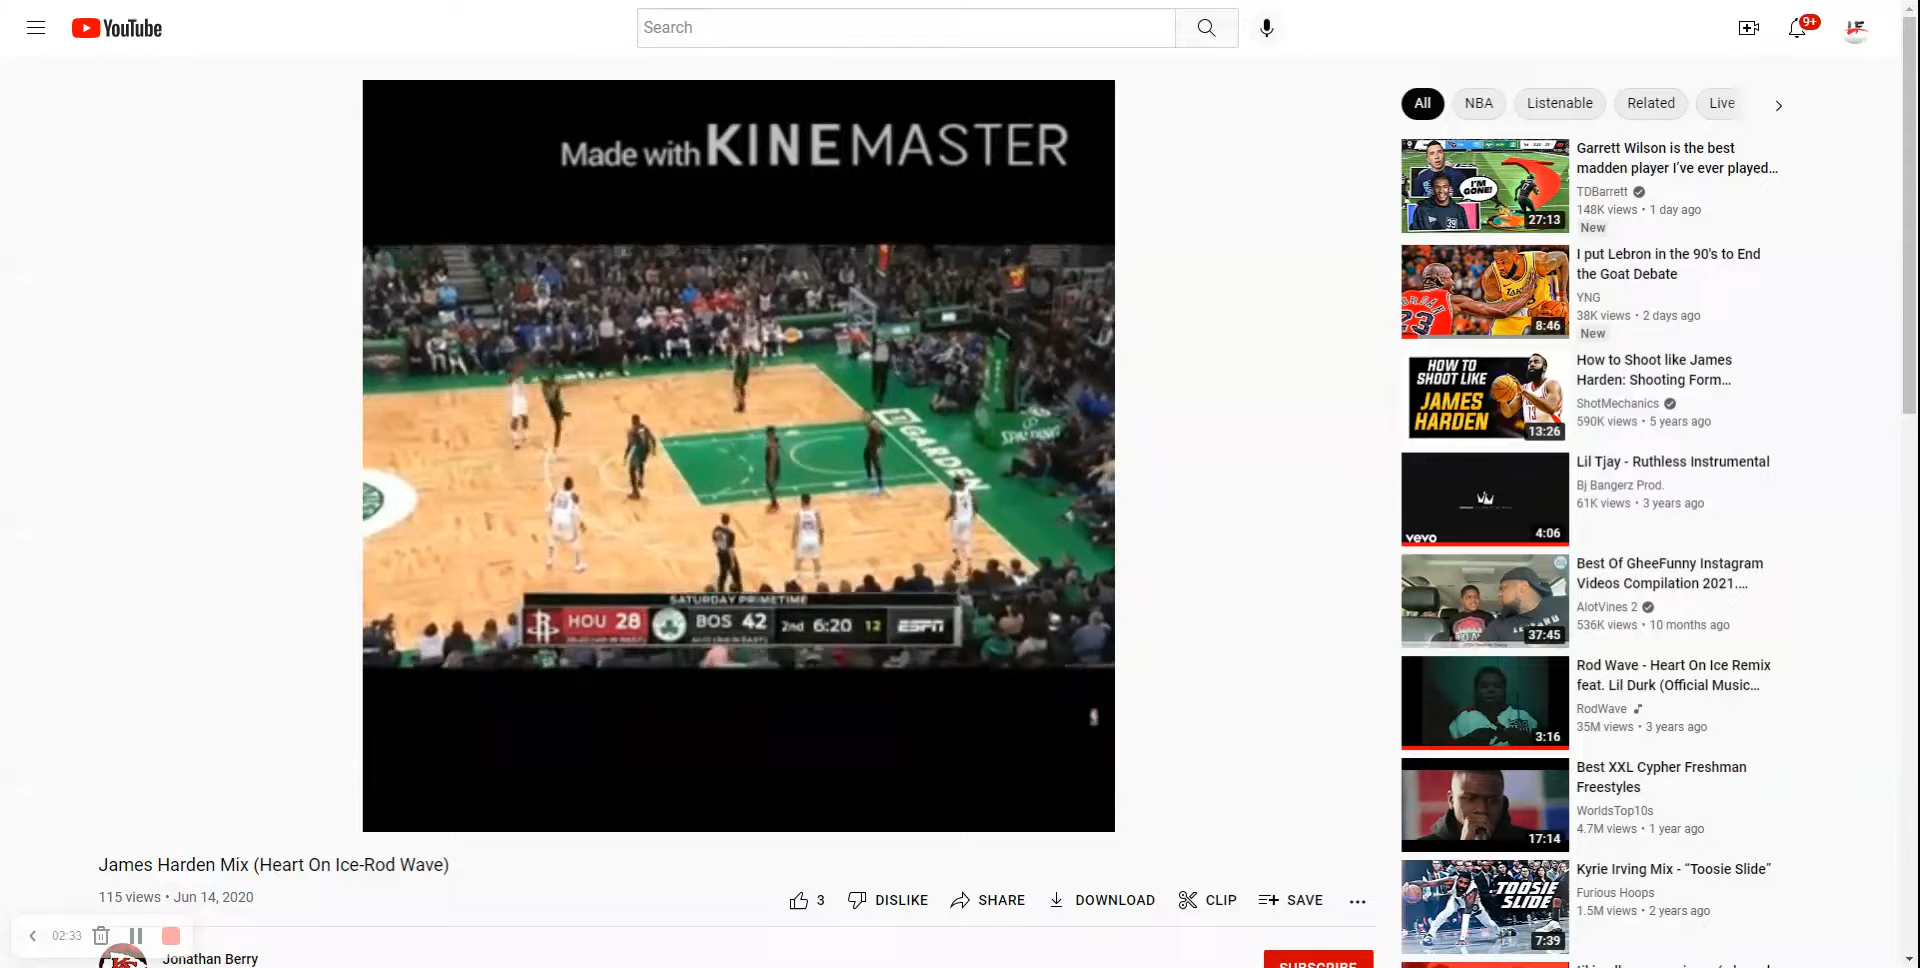 YouTube
Search
9+
Made with KINEMASTER
GARDEN
SPALDING
SATURDAY PRIMETIME
HOU 28 BOS 42 2nd 6:20 12 ESPN
James Harden Mix (Heart On Ice-Rod Wave)
115 views • Jun 14, 2020
3 DISLIKE SHARE DOWNLOAD CLIP SAVE
02:33
Jonathan Berry
SUBSCRIBE
All NBA Listenable Related Live
I'M GONE!
27:13
Garrett Wilson is the best
madden player I've ever played...
TDBarrett
148K views • 1 day ago
New
23
8:46
I put Lebron in the 90's to End
the Goat Debate
YNG
38K views • 2 days ago
New
HOW TO
SHOOT LIKE
JAMES
HARDEN
13:26
How to Shoot like James
Harden: Shooting Form...
ShotMechanics
590K views • 5 years ago
vevo
4:06
Lil Tjay - Ruthless Instrumental
Bj Bangerz Prod.
61K views • 3 years ago
37:45
Best Of GheeFunny Instagram
Videos Compilation 2021....
AlotVines 2
536K views • 10 months ago
3:16
Rod Wave - Heart On Ice Remix
feat. Lil Durk (Official Music...
RodWave
35M views • 3 years ago
17:14
Best XXL Cypher Freshman
Freestyles
WorldsTop10s
4.7M views • 1 year ago
TOOSIE
SLIDE
7:39
Kyrie Irving Mix - “Toosie Slide”
Furious Hoops
1.5M views • 2 years ago